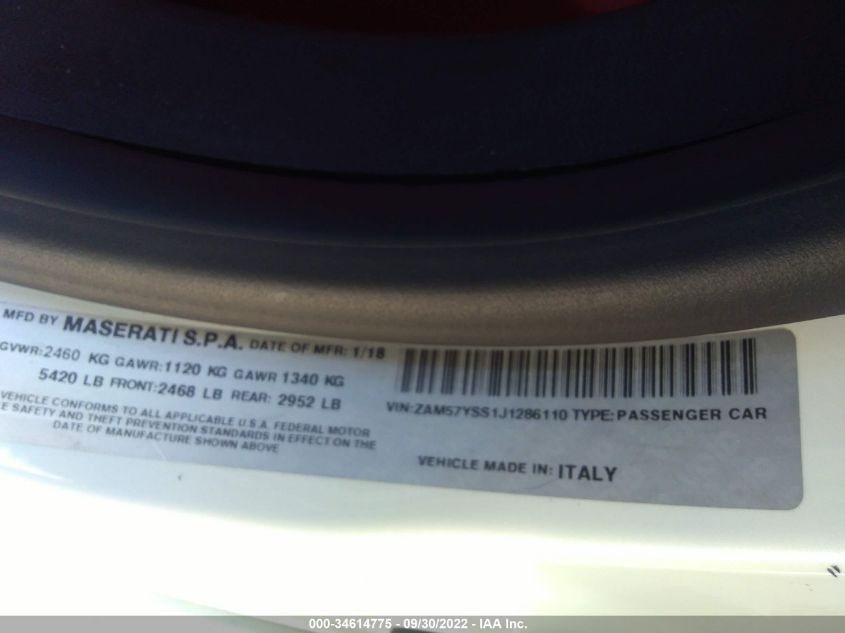 MFD BY MASERATI S.P.A. DATE OF MFR: 1/18
GVWR:2460 KG GAWR:1120 KG GAWR 1340 KG
5420 LB FRONT:2468 LB REAR: 2952 LB
VEHICLE CONFORMS TO ALL APPLICABLE U.S.A. FEDERAL MOTOR
SAFETY AND THEFT PREVENTION STANDARDS IN EFFECT ON THE
DATE OF MANUFACTURE SHOWN ABOVE
VIN:ZAM57YSS1J1286110 TYPE:PASSENGER CAR
VEHICLE MADE IN: ITALY
000-34614775 - 09/30/2022 - IAA Inc.